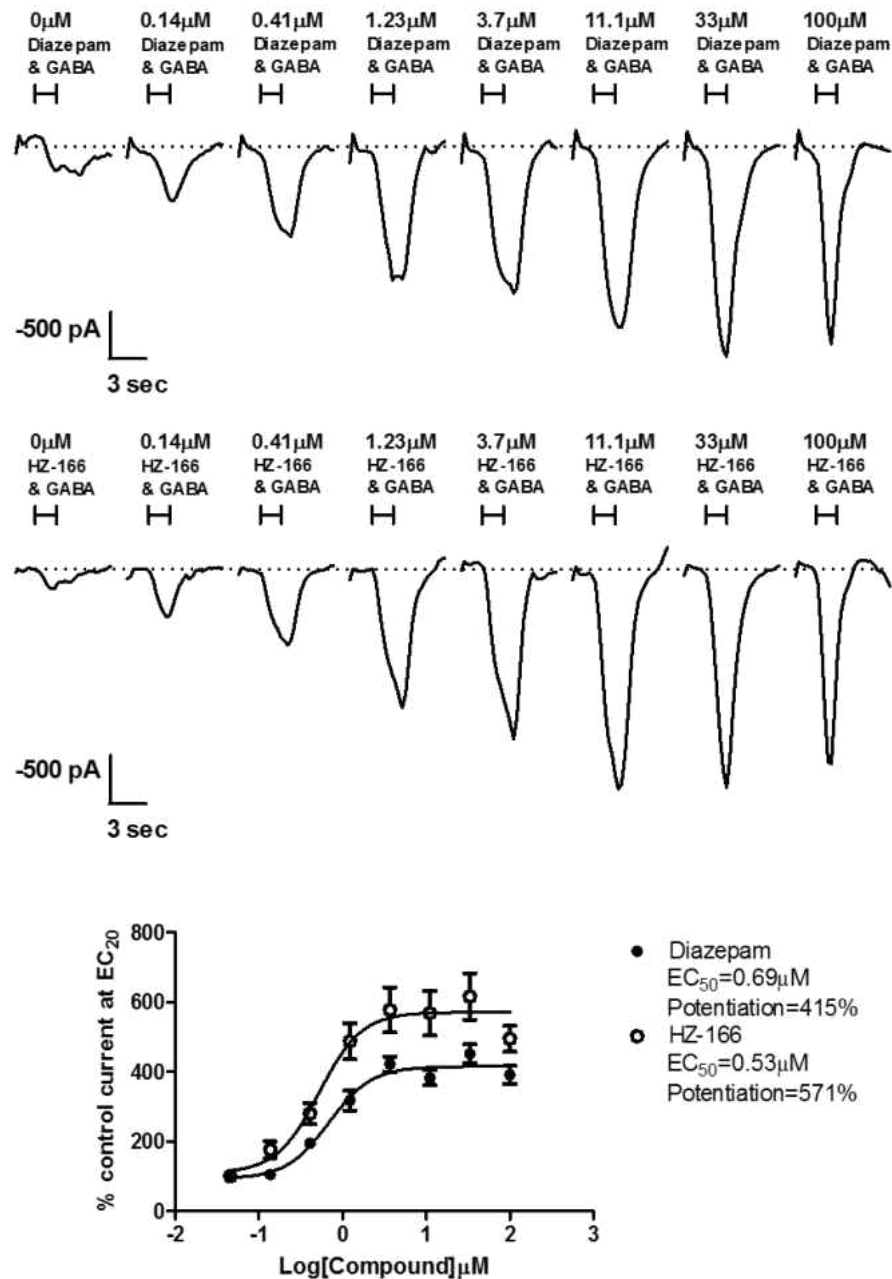 0μM 0.14μM 0.41μM 1.23μM 3.7μM 11.1μM 33μM 100μM
Diazepam Diazepam Diazepam Diazepam Diazepam Diazepam Diazepam Diazepam
& GABA & GABA & GABA & GABA & GABA & GABA & GABA & GABA
-500 pA
3 sec
0μM 0.14μM 0.41μM 1.23μM 3.7μM 11.1μM 33μM 100μM
HZ-166 HZ-166 HZ-166 HZ-166 HZ-166 HZ-166 HZ-166 HZ-166
& GABA & GABA & GABA & GABA & GABA & GABA & GABA & GABA
-500 pA
3 sec
% control current at EC₂₀
800
600
400
200
0
-2 -1 0 1 2 3
Log[Compound]μM
Diazepam
EC₅₀=0.69μM
Potentiation=415%
HZ-166
EC₅₀=0.53μM
Potentiation=571%